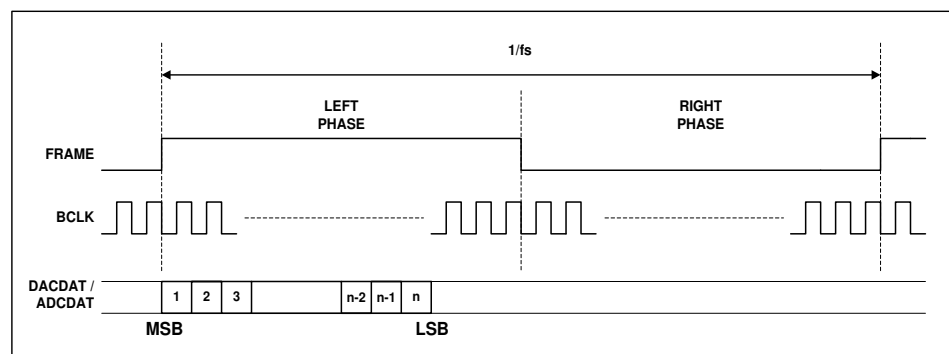 1/fs
LEFT
PHASE
RIGHT
PHASE
FRAME
BCLK
DACDAT /
ADCDAT
1 2 3 n-2 n-1 n
MSB LSB